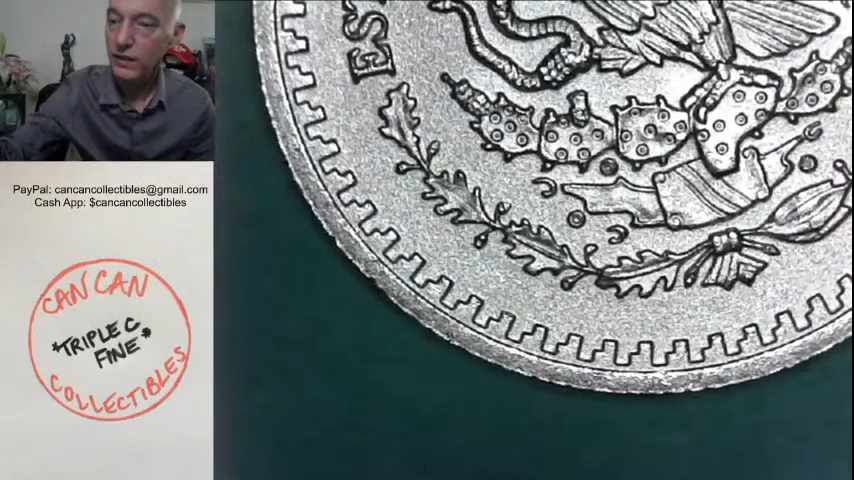 PayPal: cancancollectibles@gmail.com
Cash App: $cancancollectibles
CAN CAN
*TRIPLE C
FINE*
COLLECTIBLES
ES